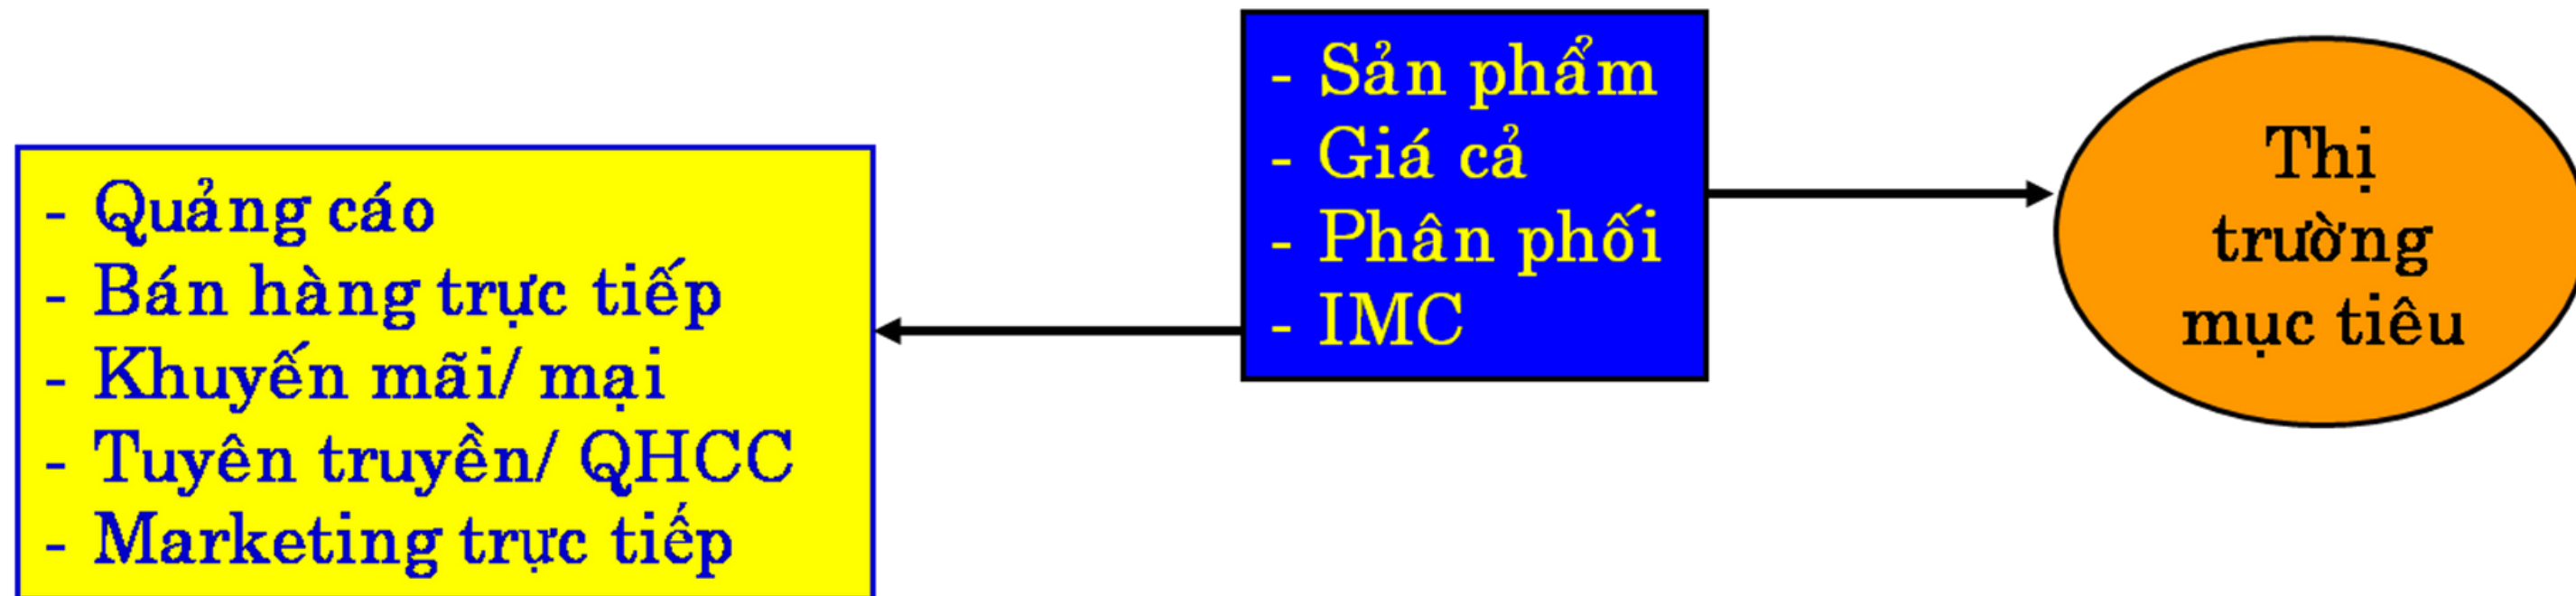 - Quảng cáo
- Bán hàng trực tiếp
- Khuyến mãi/ mại
- Tuyên truyền/ QHCC
- Marketing trực tiếp
- Sản phẩm
- Giá cả
- Phân phối
- IMC
Thị
trường
mục tiêu